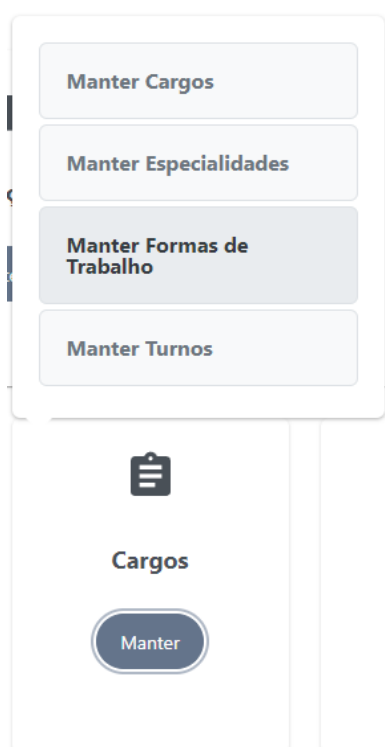 Manter Cargos
Manter Especialidades
Manter Formas de
Trabalho
Manter Turnos
Cargos
Manter